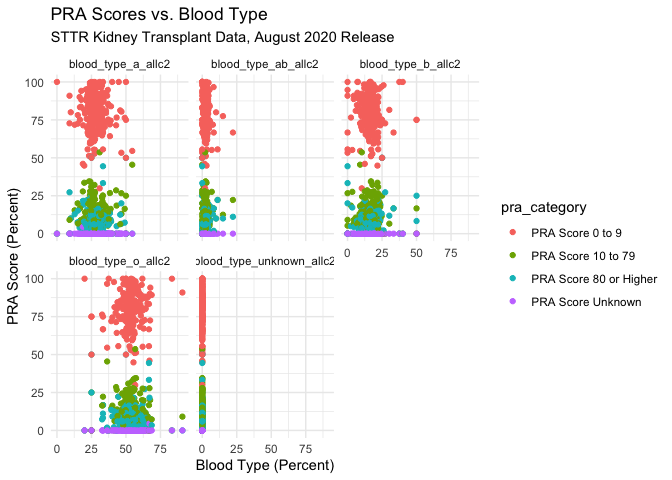 PRA Scores vs. Blood Type
STTR Kidney Transplant Data, August 2020 Release
blood_type_a_allc2 blood_type_ab_allc2 blood_type_b_allc2
100
75
50
25
0
0 25 50 75
PRA Score (Percent)
pra_category
PRA Score 0 to 9
PRA Score 10 to 79
PRA Score 80 or Higher
PRA Score Unknown
blood_type_o_allc2 blood_type_unknown_allc2
100
75
50
25
0
0 25 50 75 0 25 50 75
Blood Type (Percent)